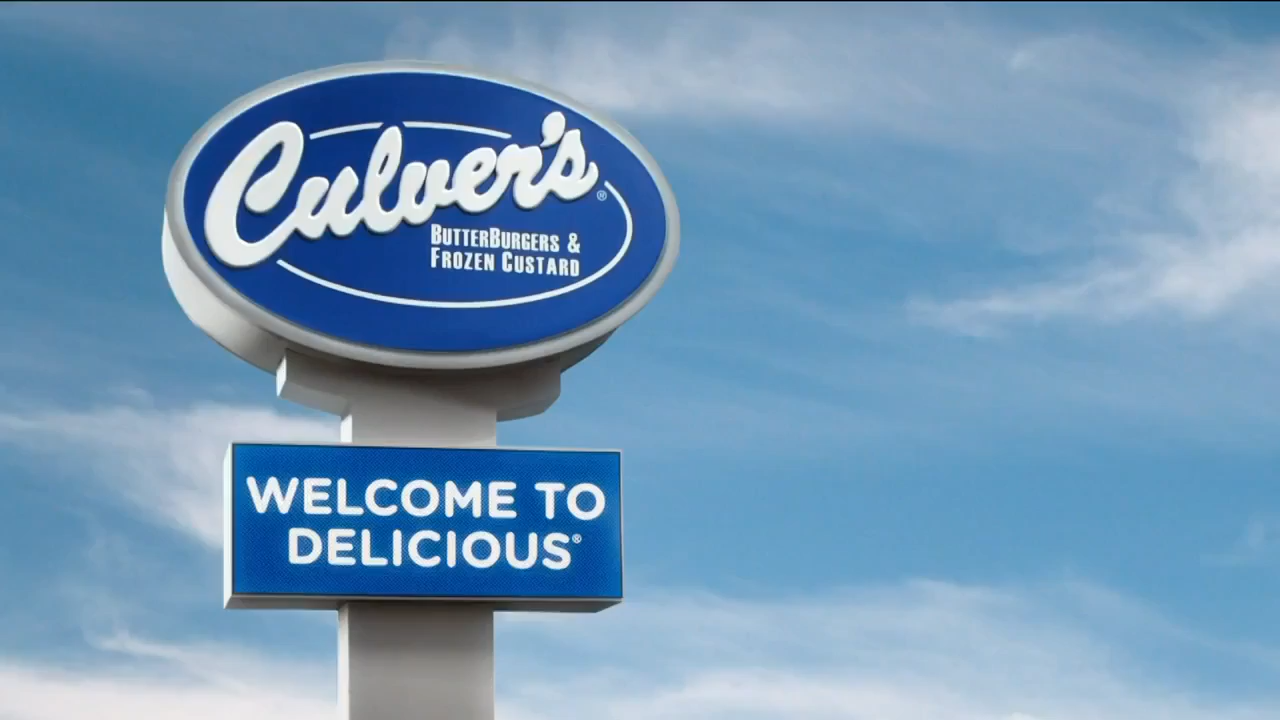 Culver's®
ButterBurgers &
Frozen Custard
WELCOME TO
DELICIOUS®